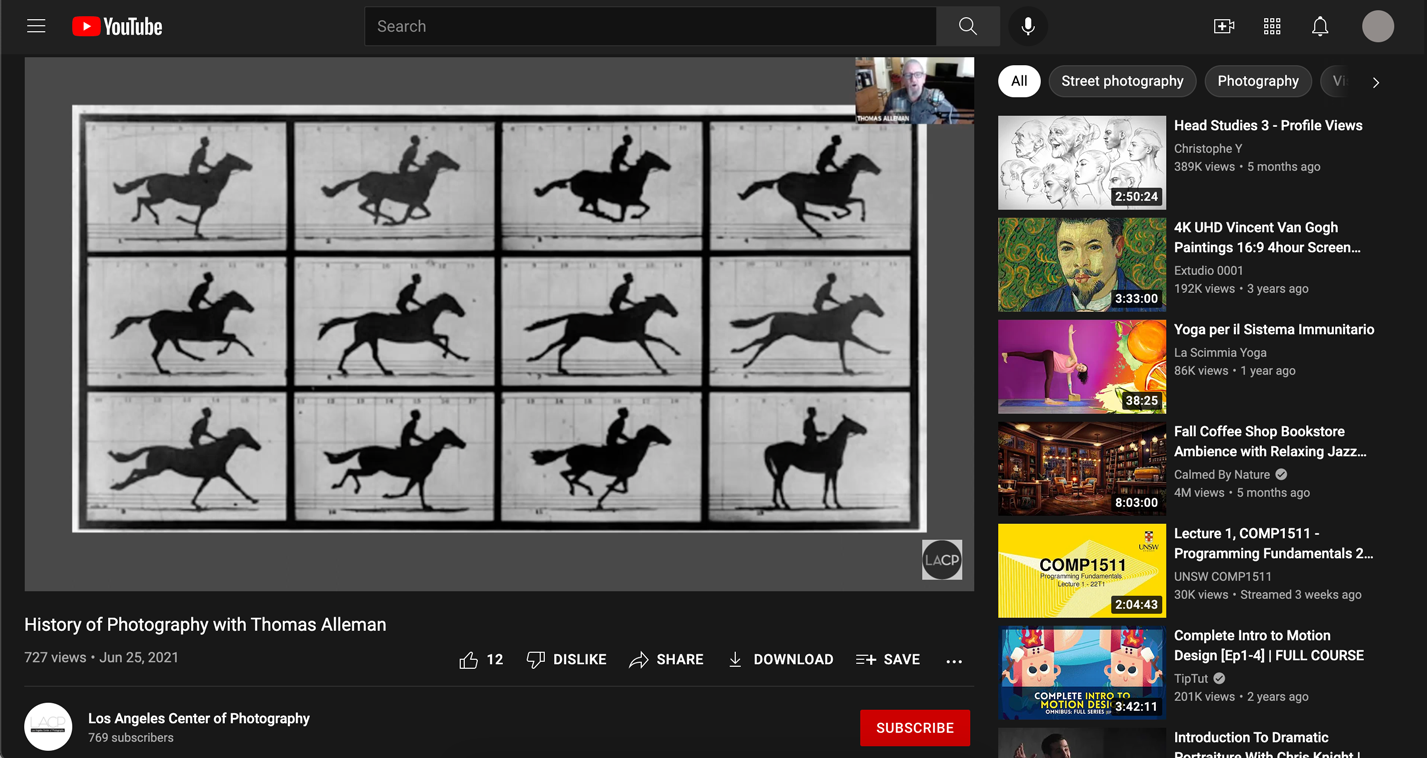 YouTube
Search
THOMAS ALLEMAN
LACP
History of Photography with Thomas Alleman
727 views • Jun 25, 2021
12
DISLIKE
SHARE
DOWNLOAD
SAVE
LACP
Los Angeles Center of Photography
769 subscribers
SUBSCRIBE
All
Street photography
Photography
Head Studies 3 - Profile Views
Christophe Y
389K views • 5 months ago
2:50:24
4K UHD Vincent Van Gogh
Paintings 16:9 4hour Screen...
Extudio 0001
192K views • 3 years ago
3:33:00
Yoga per il Sistema Immunitario
La Scimmia Yoga
86K views • 1 year ago
38:25
Fall Coffee Shop Bookstore
Ambience with Relaxing Jazz...
Calmed By Nature
4M views • 5 months ago
8:03:00
UNSW
COMP1511
Programming Fundamentals
Lecture 1 - 22T1
2:04:43
Lecture 1, COMP1511 -
Programming Fundamentals 2...
UNSW COMP1511
30K views • Streamed 3 weeks ago
COMPLETE INTRO TO
MOTION
OMNIBUS: FULL SERIES
3:42:11
Complete Intro to Motion
Design [Ep1-4] | FULL COURSE
TipTut
201K views • 2 years ago
Introduction To Dramatic
Portraiture With Chris Knight |